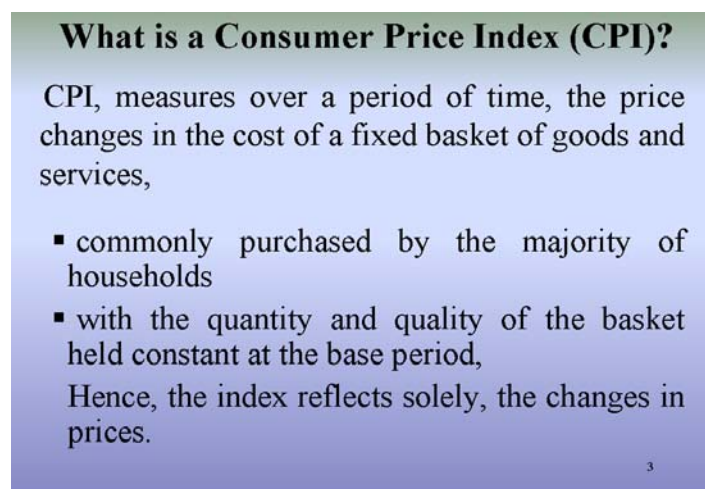 What is a Consumer Price Index (CPI)?
CPI, measures over a period of time, the price
changes in the cost of a fixed basket of goods and
services,
▪ commonly purchased by the majority of
households
▪ with the quantity and quality of the basket
held constant at the base period,
Hence, the index reflects solely, the changes in
prices.
3